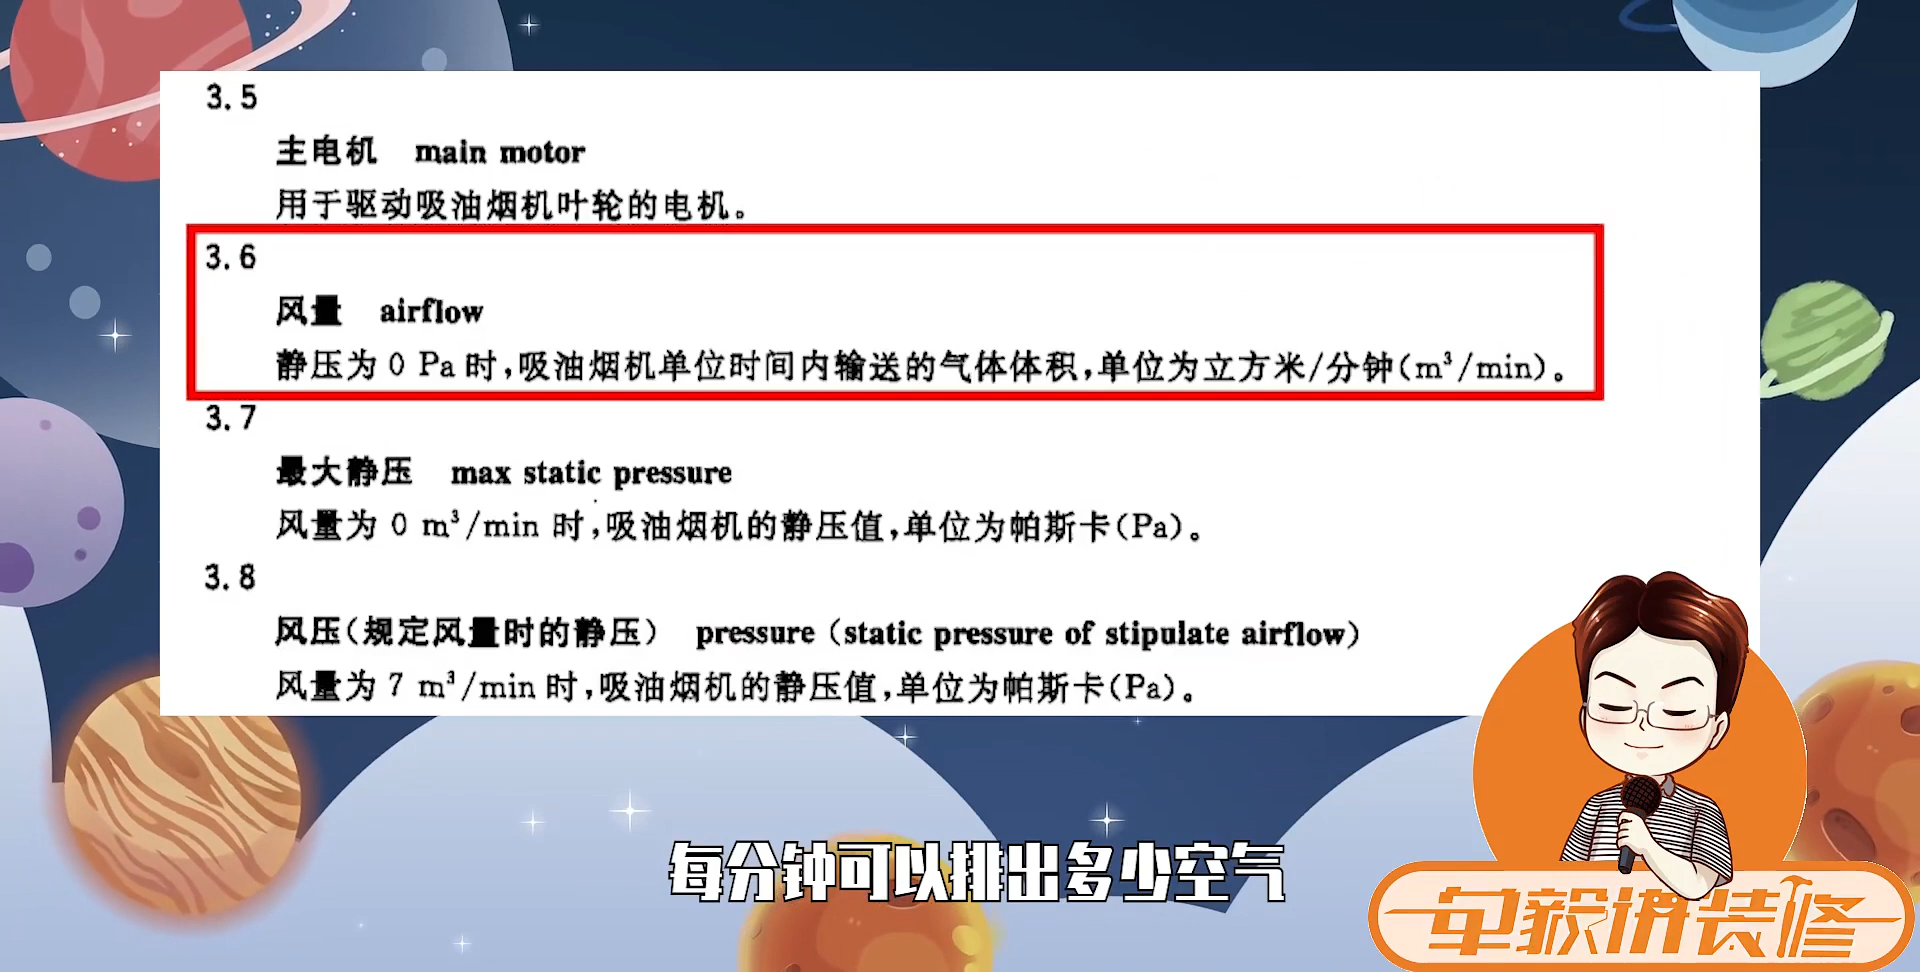 3.5
主电机 main motor
用于驱动吸油烟机叶轮的电机。
3.6
风量 airflow
静压为 0 Pa 时,吸油烟机单位时间内输送的气体体积,单位为立方米/分钟(m³/min)。
3.7
最大静压 max static pressure
风量为 0 m³/min 时,吸油烟机的静压值,单位为帕斯卡(Pa)。
3.8
风压(规定风量时的静压) pressure (static pressure of stipulate airflow)
风量为 7 m³/min 时,吸油烟机的静压值,单位为帕斯卡(Pa)。
每分钟可以排出多少空气
毅讲装修